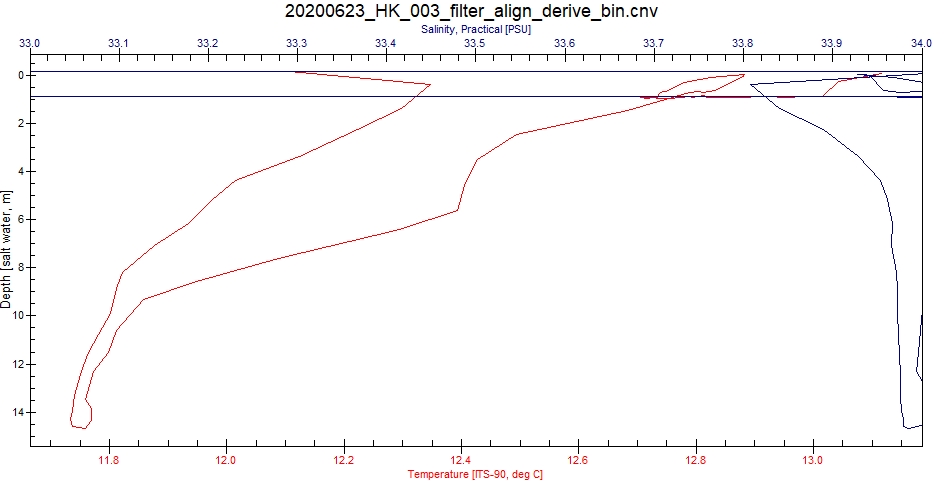 20200623_HK_003_filter_align_derive_bin.cnv
Salinity, Practical [PSU]
33.0 33.1 33.2 33.3 33.4 33.5 33.6 33.7 33.8 33.9 34.0
0
2
4
6
8
10
12
14
Depth [salt water, m]
11.8 12.0 12.2 12.4 12.6 12.8 13.0
Temperature [ITS-90, deg C]